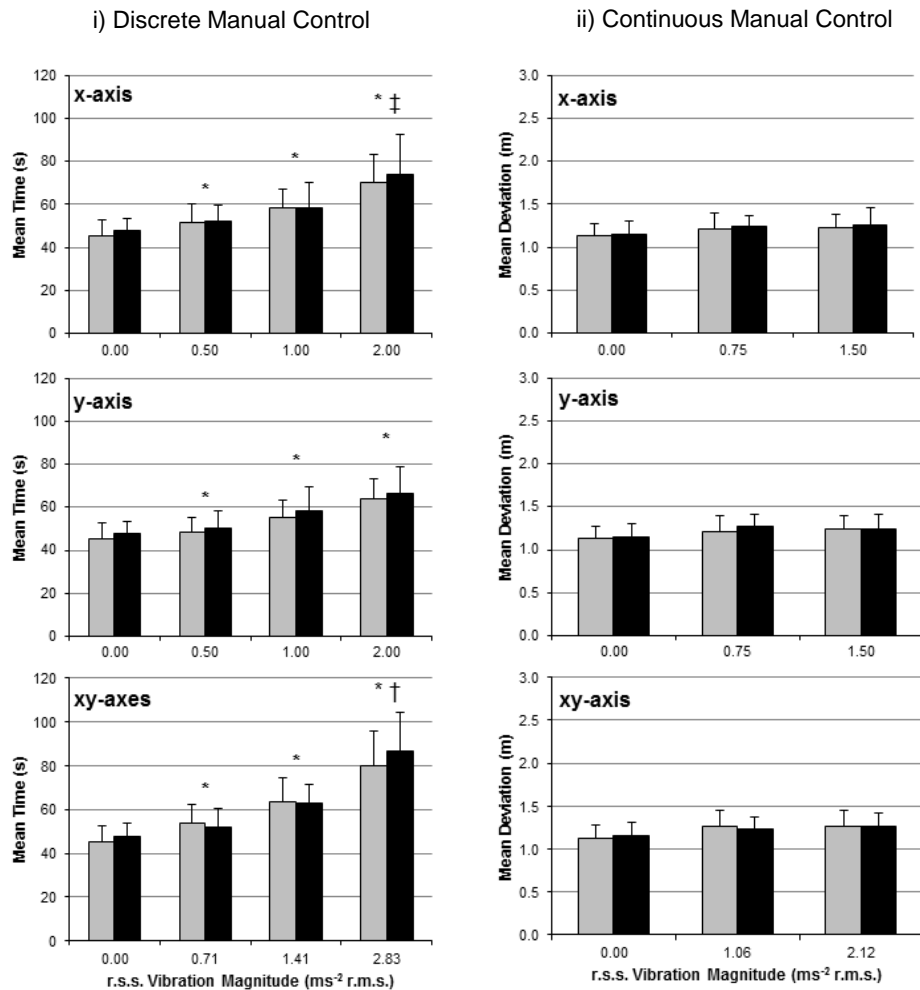 i) Discrete Manual Control
ii) Continuous Manual Control
x-axis
* ‡
*
*
120
100
80
60
40
20
0
Mean Time (s)
0.00 0.50 1.00 2.00
x-axis
3.0
2.5
2.0
1.5
1.0
0.5
0.0
Mean Deviation (m)
0.00 0.75 1.50
y-axis
*
*
*
120
100
80
60
40
20
0
Mean Time (s)
0.00 0.50 1.00 2.00
y-axis
3.0
2.5
2.0
1.5
1.0
0.5
0.0
Mean Deviation (m)
0.00 0.75 1.50
xy-axes
* †
*
*
120
100
80
60
40
20
0
Mean Time (s)
0.00 0.71 1.41 2.83
r.s.s. Vibration Magnitude (ms⁻² r.m.s.)
xy-axis
3.0
2.5
2.0
1.5
1.0
0.5
0.0
Mean Deviation (m)
0.00 1.06 2.12
r.s.s. Vibration Magnitude (ms⁻² r.m.s.)